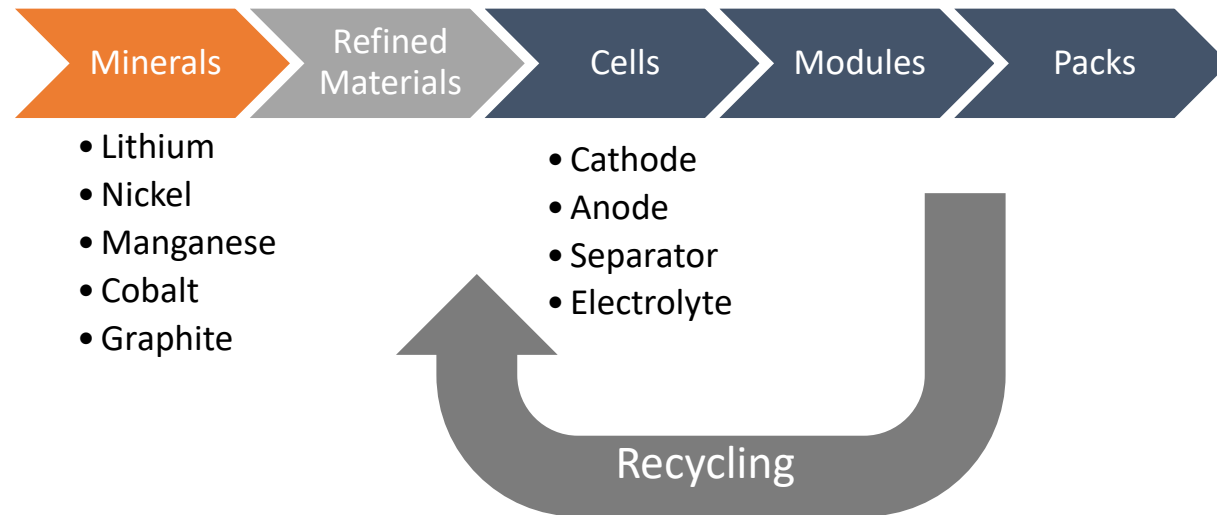 Minerals
Refined
Materials
Cells
Modules
Packs
• Lithium
• Nickel
• Manganese
• Cobalt
• Graphite
• Cathode
• Anode
• Separator
• Electrolyte
Recycling